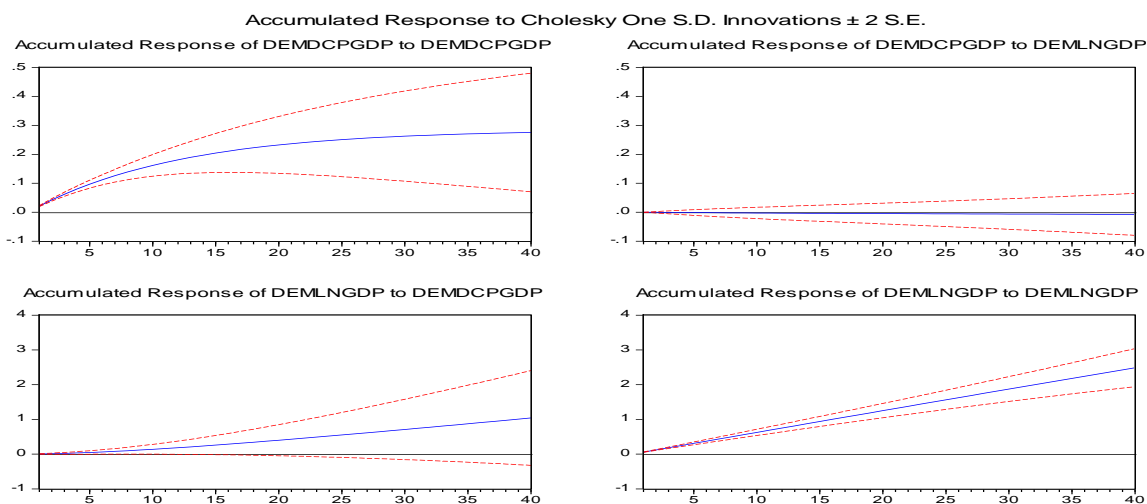 Accumulated Response to Cholesky One S.D. Innovations ± 2 S.E.
Accumulated Response of DEMDCPGDP to DEMDCPGDP
.5
.4
.3
.2
.1
.0
-.1
5 10 15 20 25 30 35 40
Accumulated Response of DEMDCPGDP to DEMLNGDP
.5
.4
.3
.2
.1
.0
-.1
5 10 15 20 25 30 35 40
Accumulated Response of DEMLNGDP to DEMDCPGDP
4
3
2
1
0
-1
5 10 15 20 25 30 35 40
Accumulated Response of DEMLNGDP to DEMLNGDP
4
3
2
1
0
-1
5 10 15 20 25 30 35 40